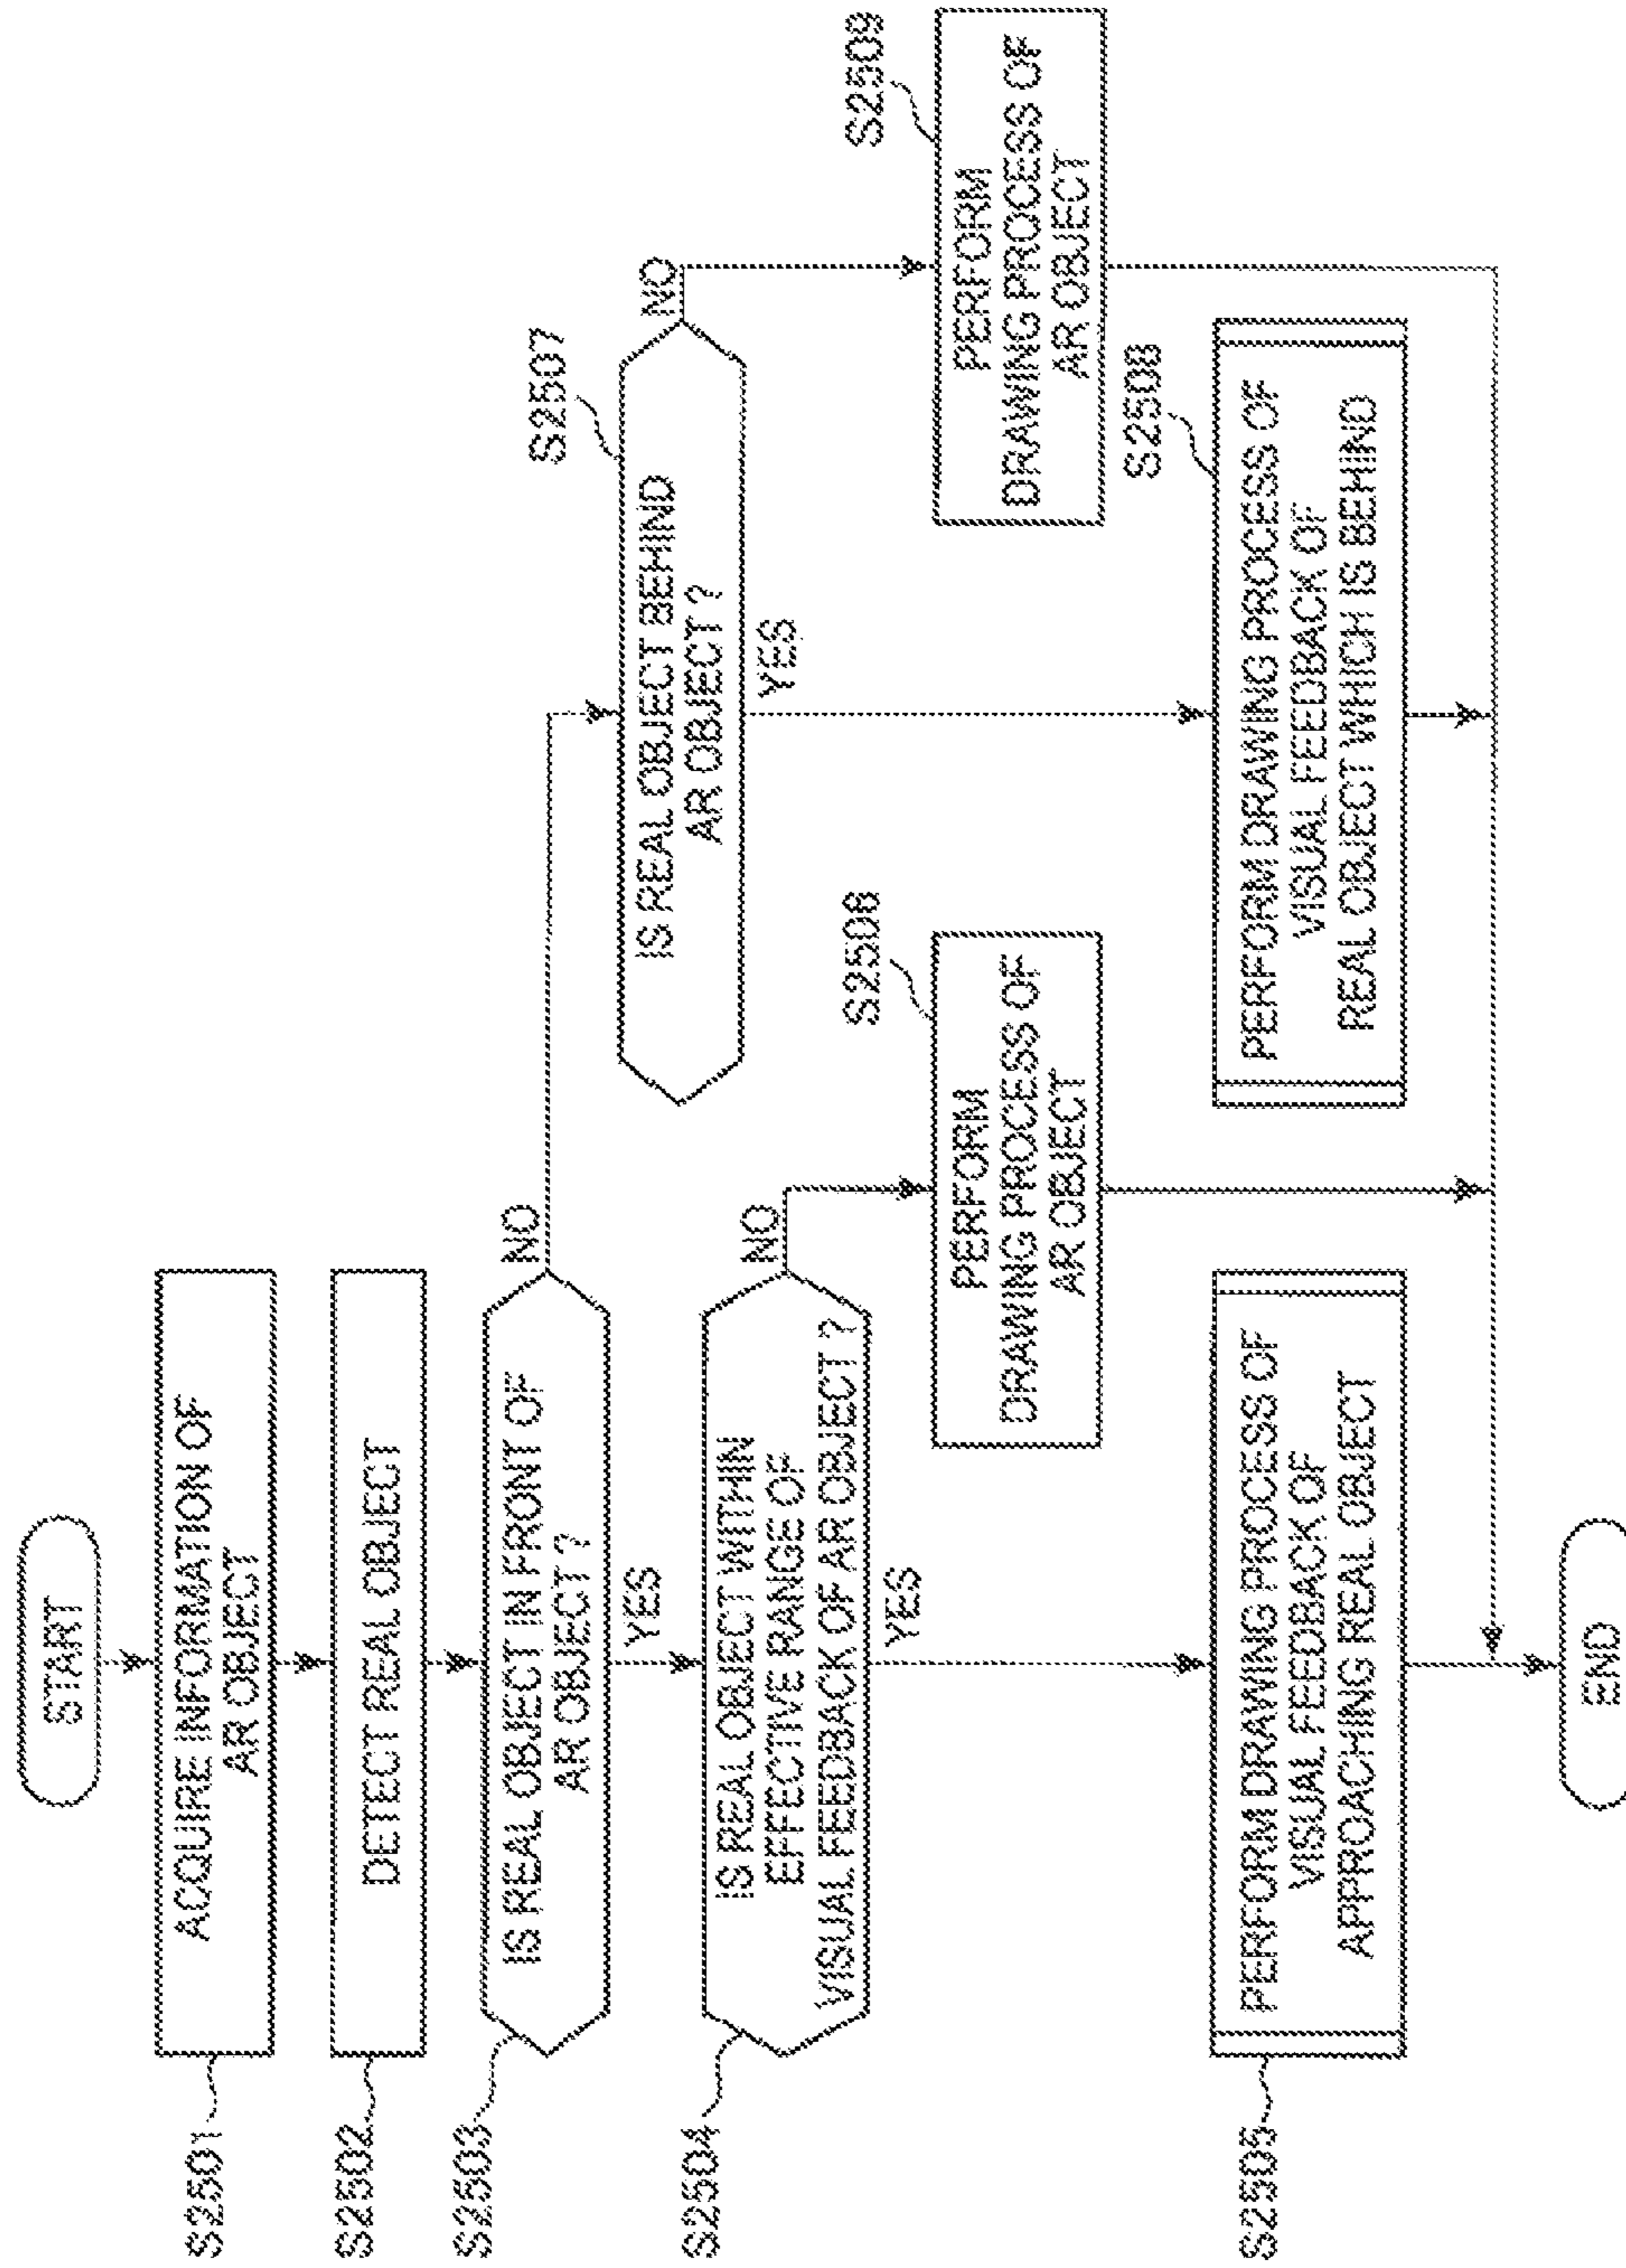 START
S2501
ACQUIRE INFORMATION OF
AR OBJECT
S2502
DETECT REAL OBJECT
S2503
IS REAL OBJECT IN FRONT OF
AR OBJECT ?
NO
YES
S2507
IS REAL OBJECT BEHIND
AR OBJECT ?
NO
YES
S2504
IS REAL OBJECT WITHIN
EFFECTIVE RANGE OF
VISUAL FEEDBACK OF AR OBJECT ?
NO
YES
S2506
PERFORM
DRAWING PROCESS OF
AR OBJECT
S2509
PERFORM
DRAWING PROCESS OF
AR OBJECT
S2505
PERFORM DRAWING PROCESS OF
VISUAL FEEDBACK OF
APPROACHING REAL OBJECT
S2508
PERFORM DRAWING PROCESS OF
VISUAL FEEDBACK OF
REAL OBJECT WHICH IS BEHIND
END